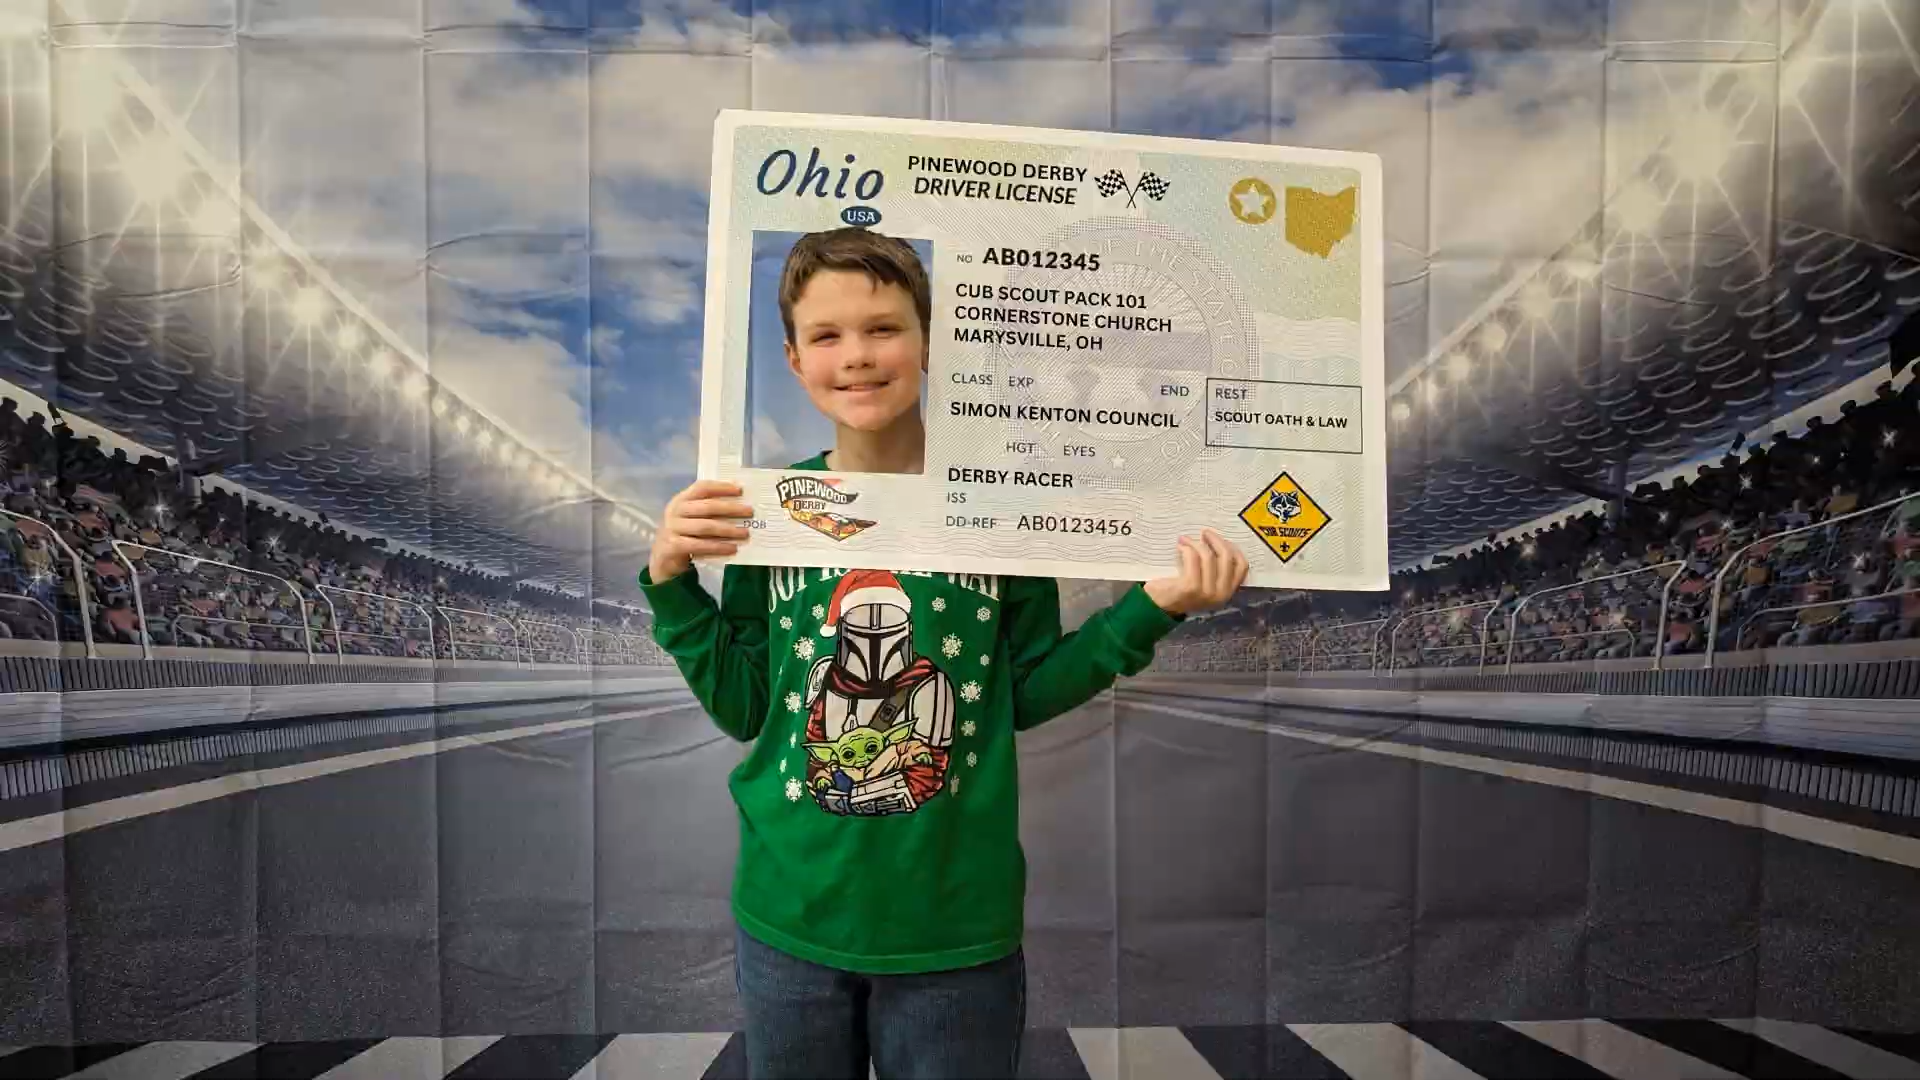 Ohio
USA
PINEWOOD DERBY
DRIVER LICENSE
NO AB012345
CUB SCOUT PACK 101
CORNERSTONE CHURCH
MARYSVILLE, OH
CLASS EXP END REST
SIMON KENTON COUNCIL
SCOUT OATH & LAW
HGT EYES
DERBY RACER
ISS
DD-REF AB0123456
DOB
PINEWOOD
DERBY
CUB SCOUTS